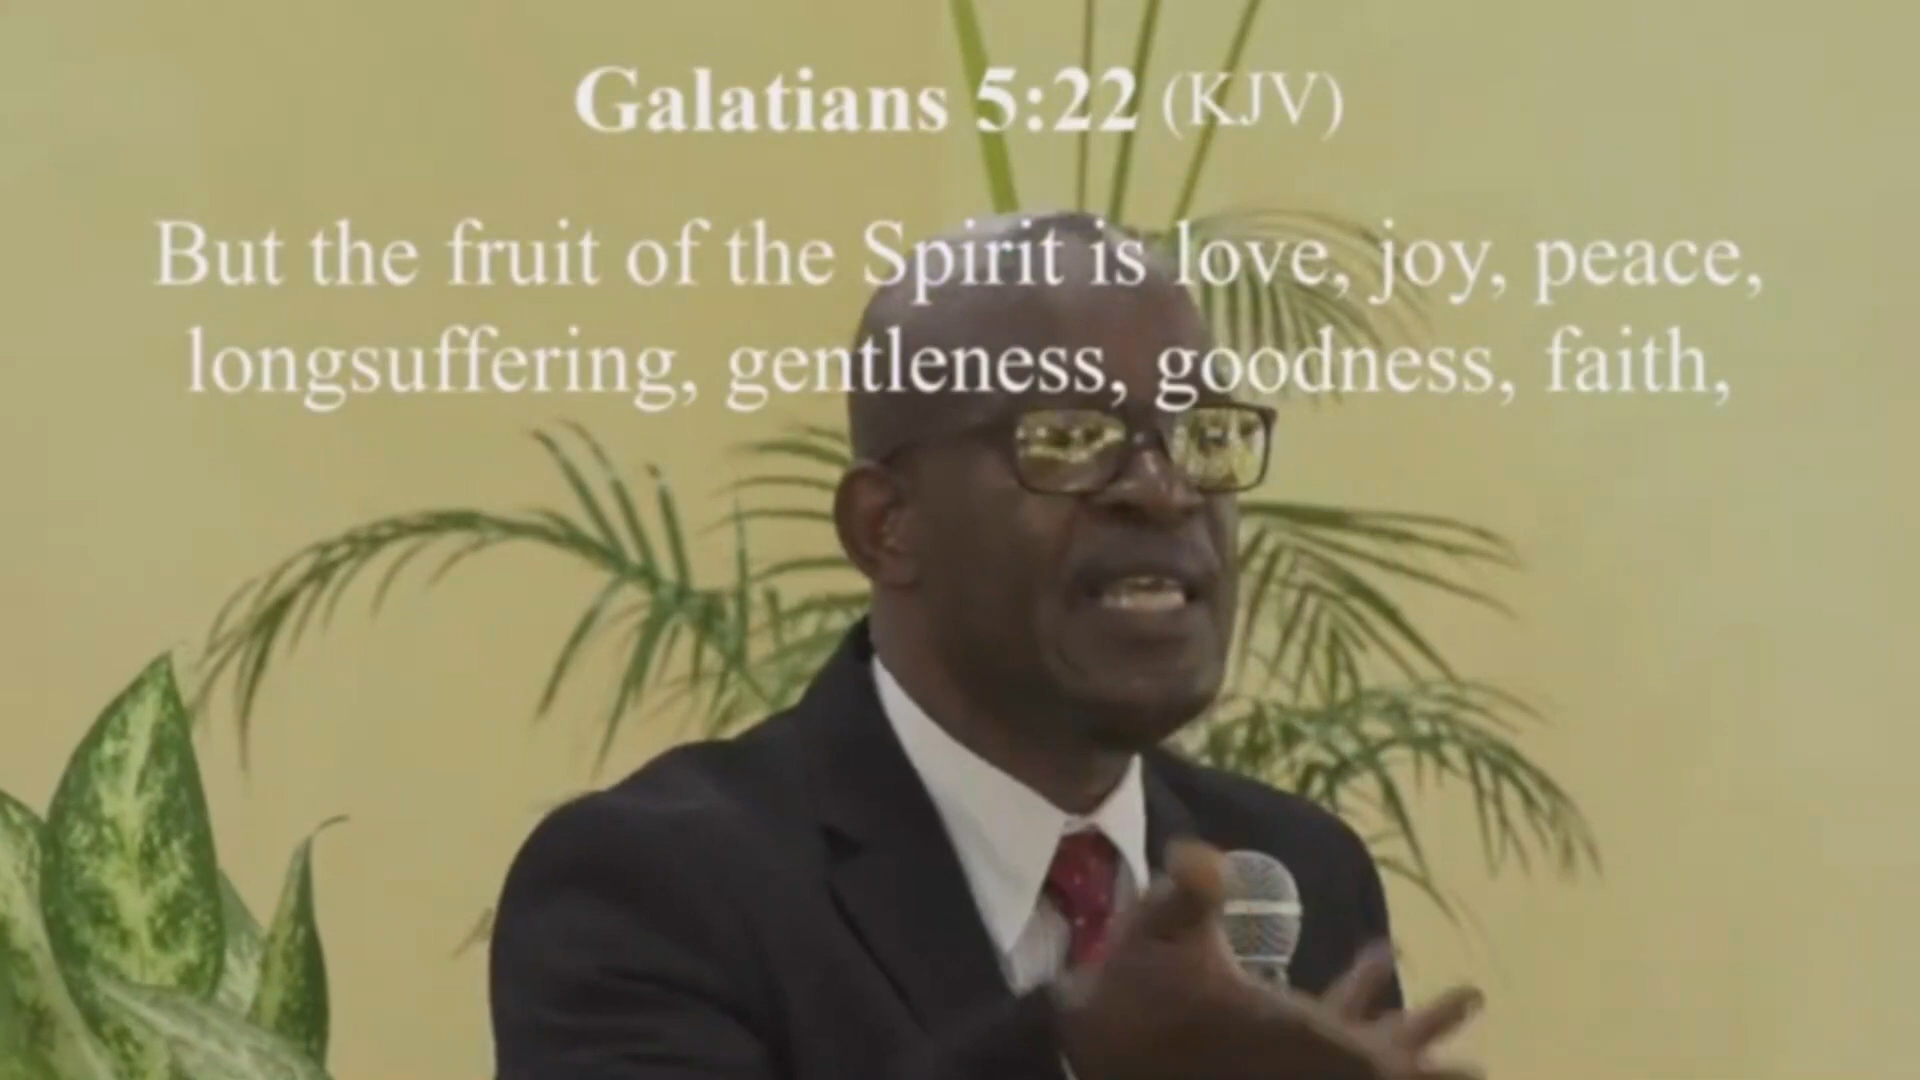 Galatians 5:22 (KJV)
But the fruit of the Spirit is love, joy, peace,
longsuffering, gentleness, goodness, faith,